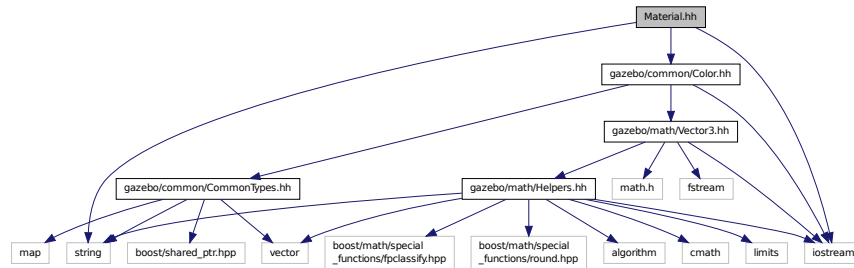 Material.hh
gazebo/common/Color.hh
gazebo/math/Vector3.hh
gazebo/common/CommonTypes.hh
gazebo/math/Helpers.hh
math.h
fstream
map
string
boost/shared_ptr.hpp
vector
boost/math/special
_functions/fpclassify.hpp
boost/math/special
_functions/round.hpp
algorithm
cmath
limits
iostream